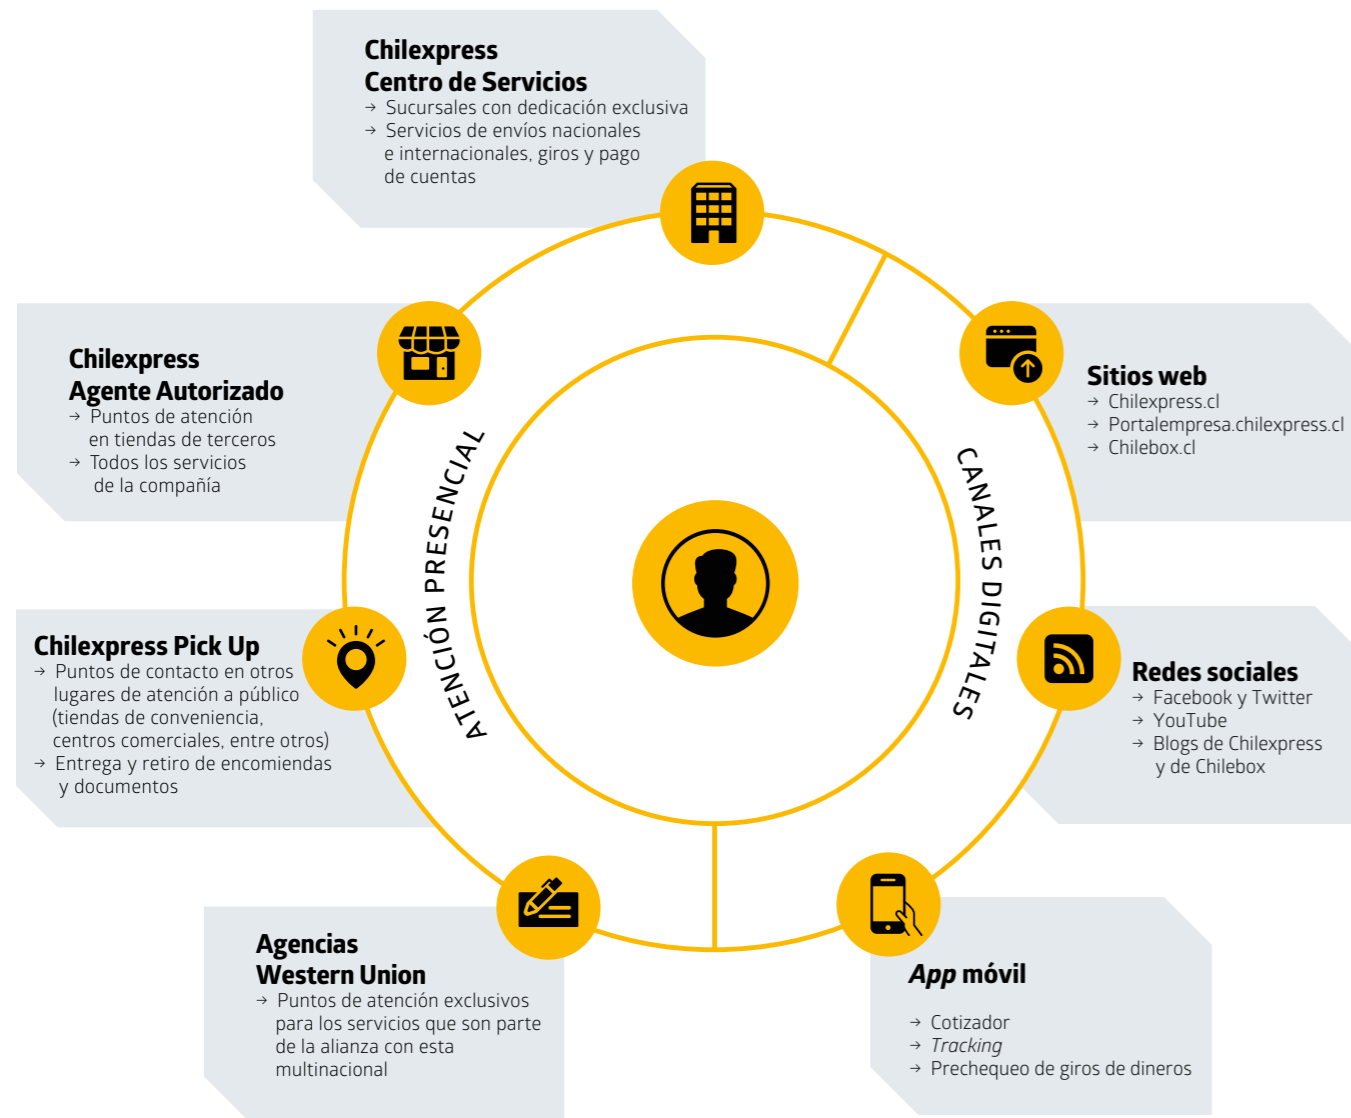 Chilexpress
Centro de Servicios
→ Sucursales con dedicación exclusiva
→ Servicios de envíos nacionales
e internacionales, giros y pago
de cuentas
Chilexpress
Agente Autorizado
→ Puntos de atención
en tiendas de terceros
→ Todos los servicios
de la compañía
Chilexpress Pick Up
→ Puntos de contacto en otros
lugares de atención a público
(tiendas de conveniencia,
centros comerciales, entre otros)
→ Entrega y retiro de encomiendas
y documentos
Agencias
Western Union
→ Puntos de atención exclusivos
para los servicios que son parte
de la alianza con esta
multinacional
ATENCIÓN PRESENCIAL
CANALES DIGITALES
Sitios web
→ Chilexpress.cl
→ Portalempresa.chilexpress.cl
→ Chilebox.cl
Redes sociales
→ Facebook y Twitter
→ YouTube
→ Blogs de Chilexpress
y de Chilebox
App móvil
→ Cotizador
→ Tracking
→ Prechequeo de giros de dineros